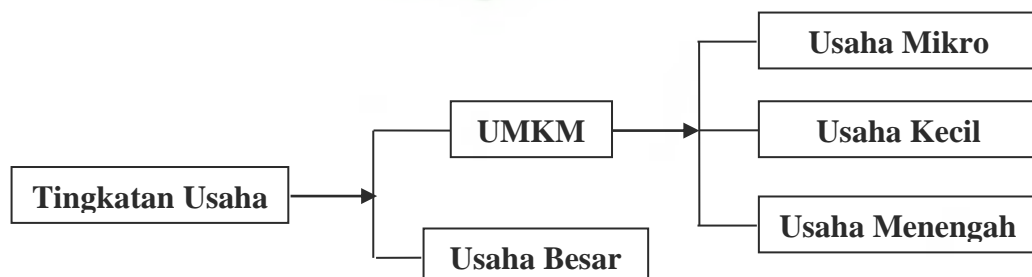 Tingkatan Usaha
UMKM
Usaha Besar
Usaha Mikro
Usaha Kecil
Usaha Menengah